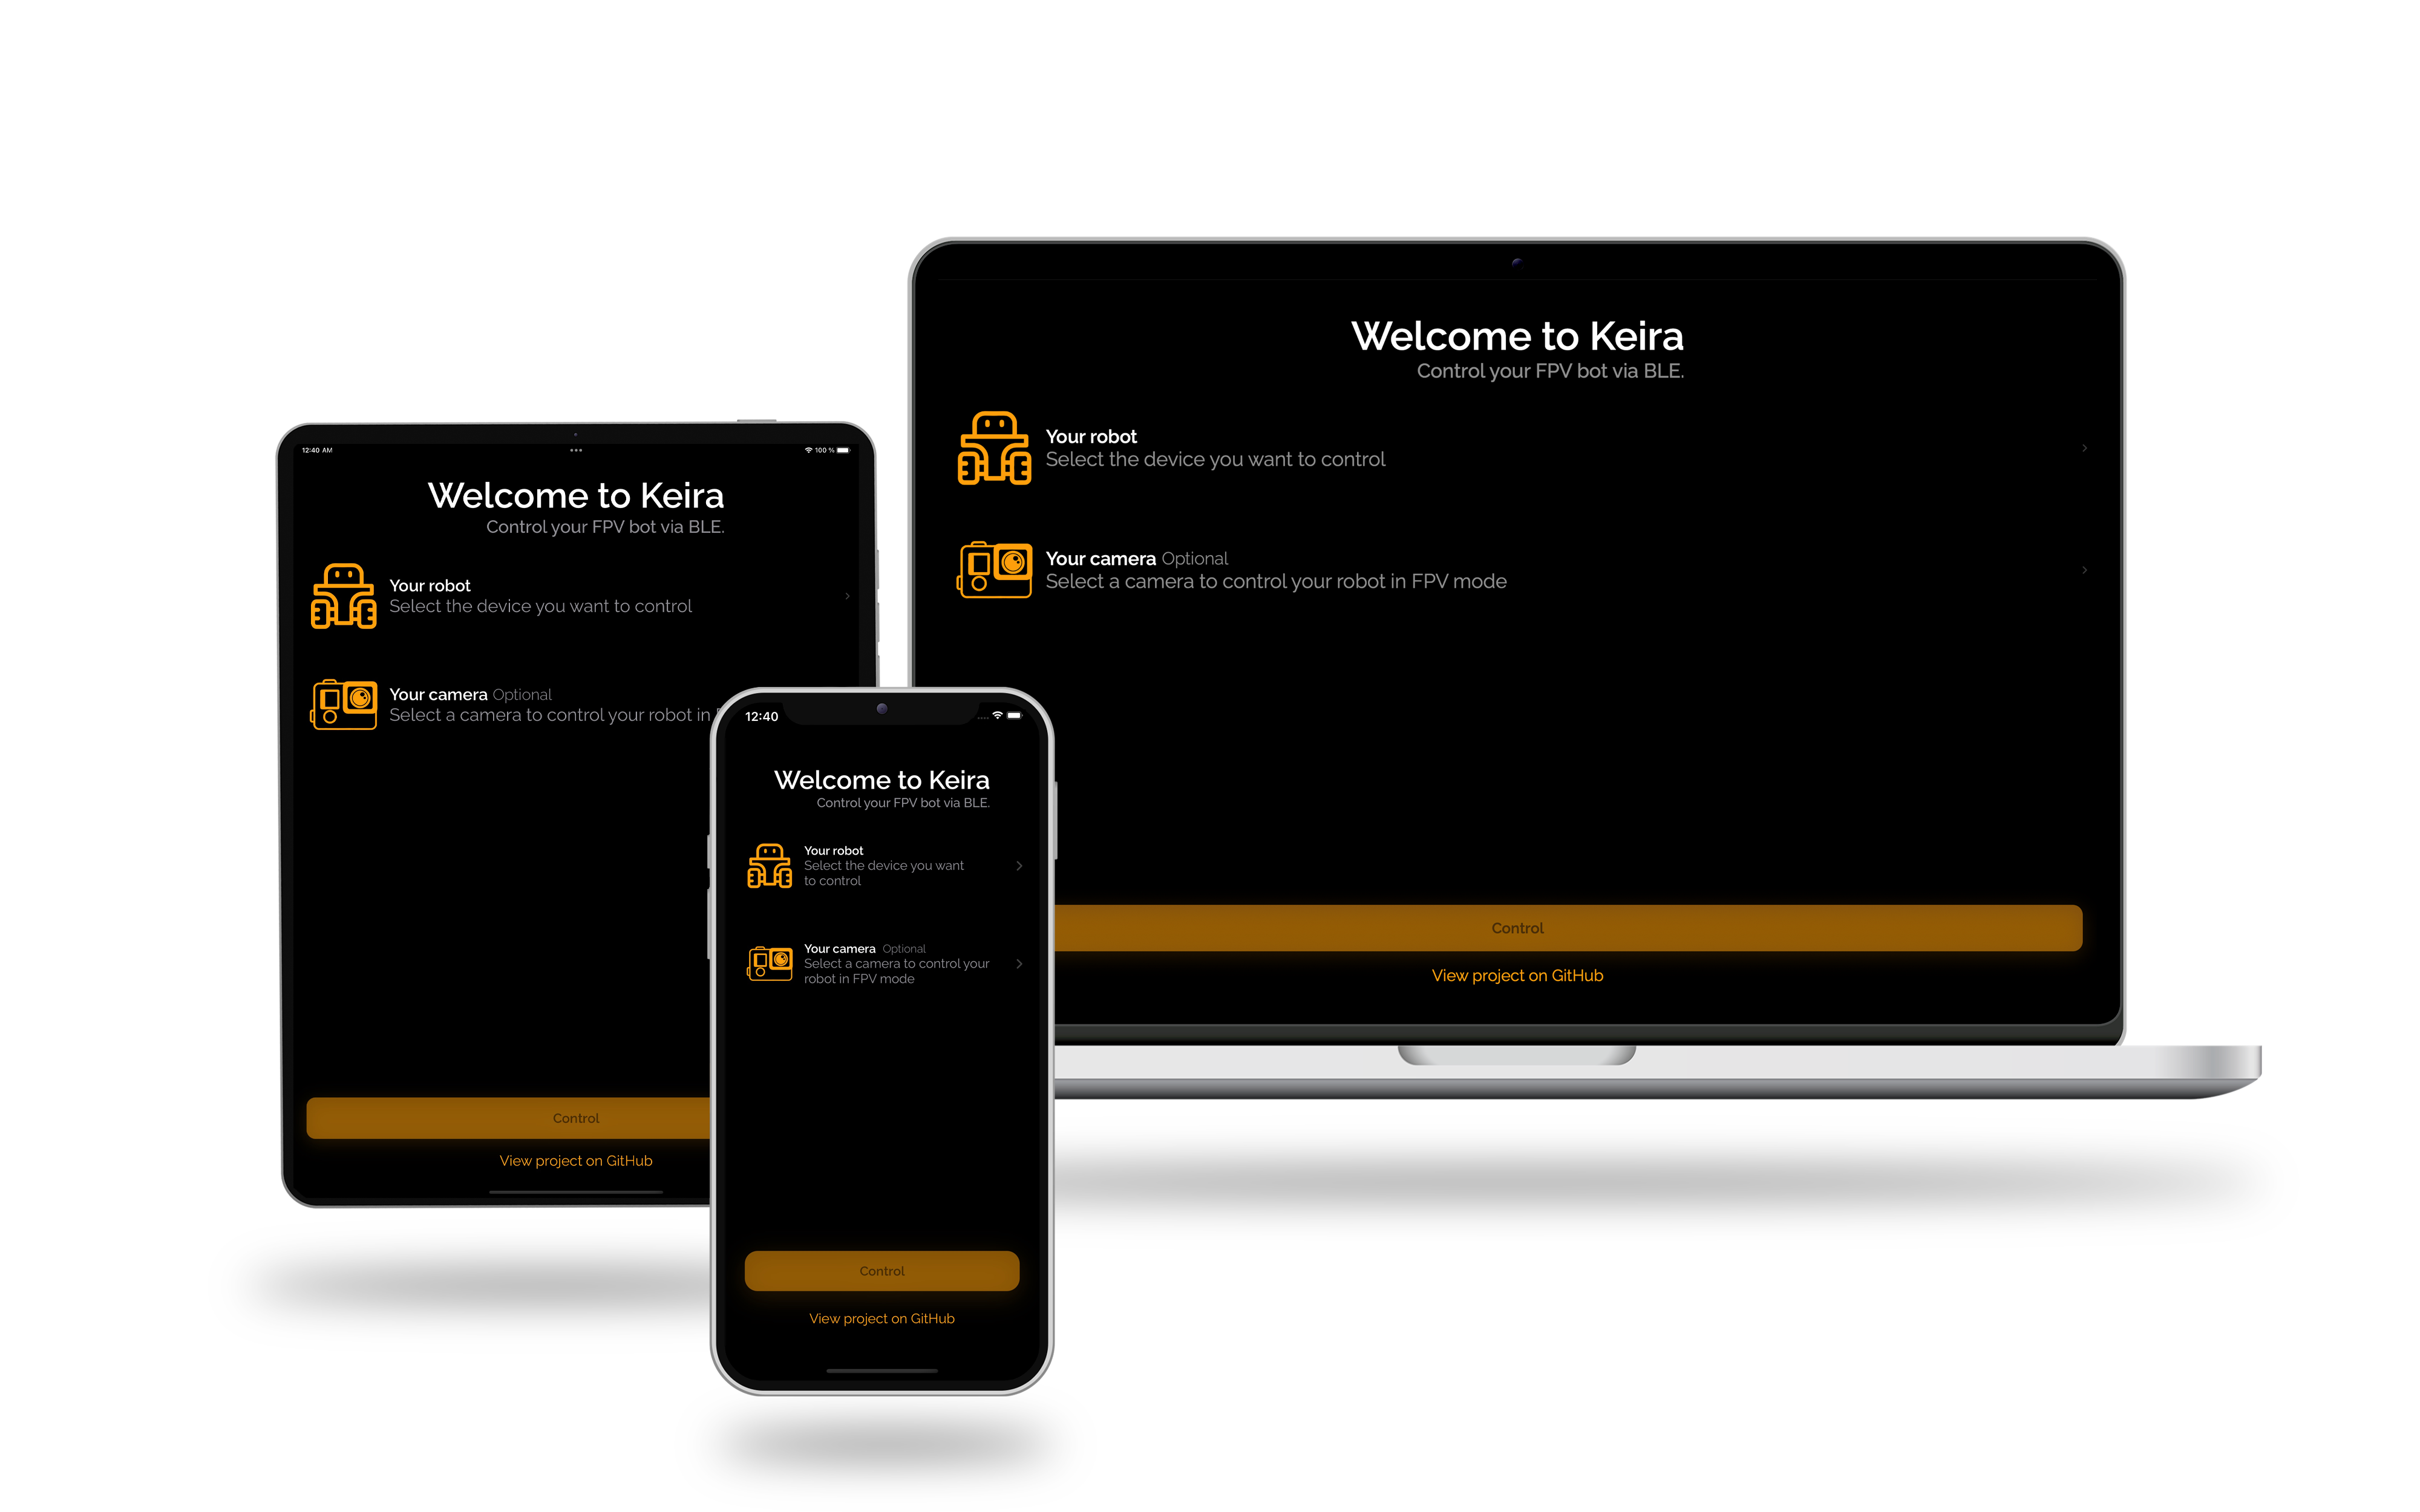 12:40 AM
100 %
Welcome to Keira
Control your FPV bot via BLE.
Your robot
Select the device you want to control
Your camera Optional
Select a camera to control your robot in
Control
View project on GitHub
12:40
Welcome to Keira
Control your FPV bot via BLE.
Your robot
Select the device you want
to control
Your camera Optional
Select a camera to control your
robot in FPV mode
Control
View project on GitHub
Welcome to Keira
Control your FPV bot via BLE.
Your robot
Select the device you want to control
Your camera Optional
Select a camera to control your robot in FPV mode
Control
View project on GitHub